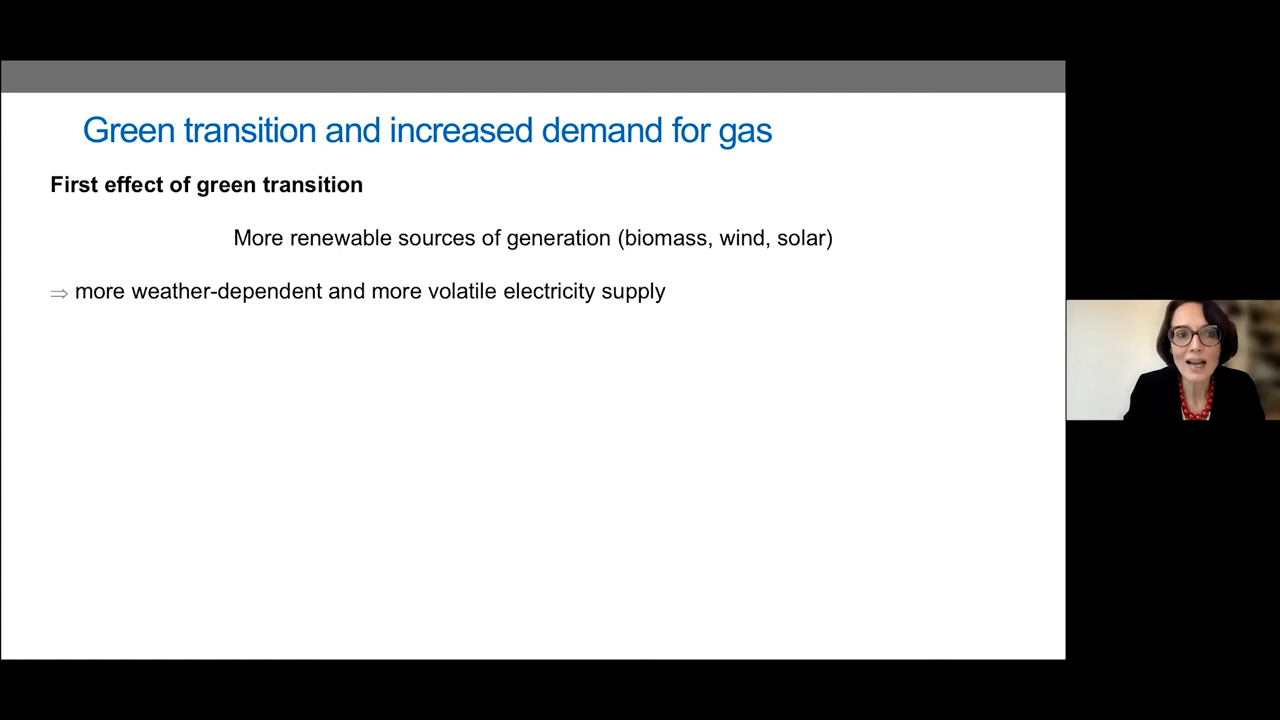 Green transition and increased demand for gas
First effect of green transition
More renewable sources of generation (biomass, wind, solar)
⇒ more weather-dependent and more volatile electricity supply